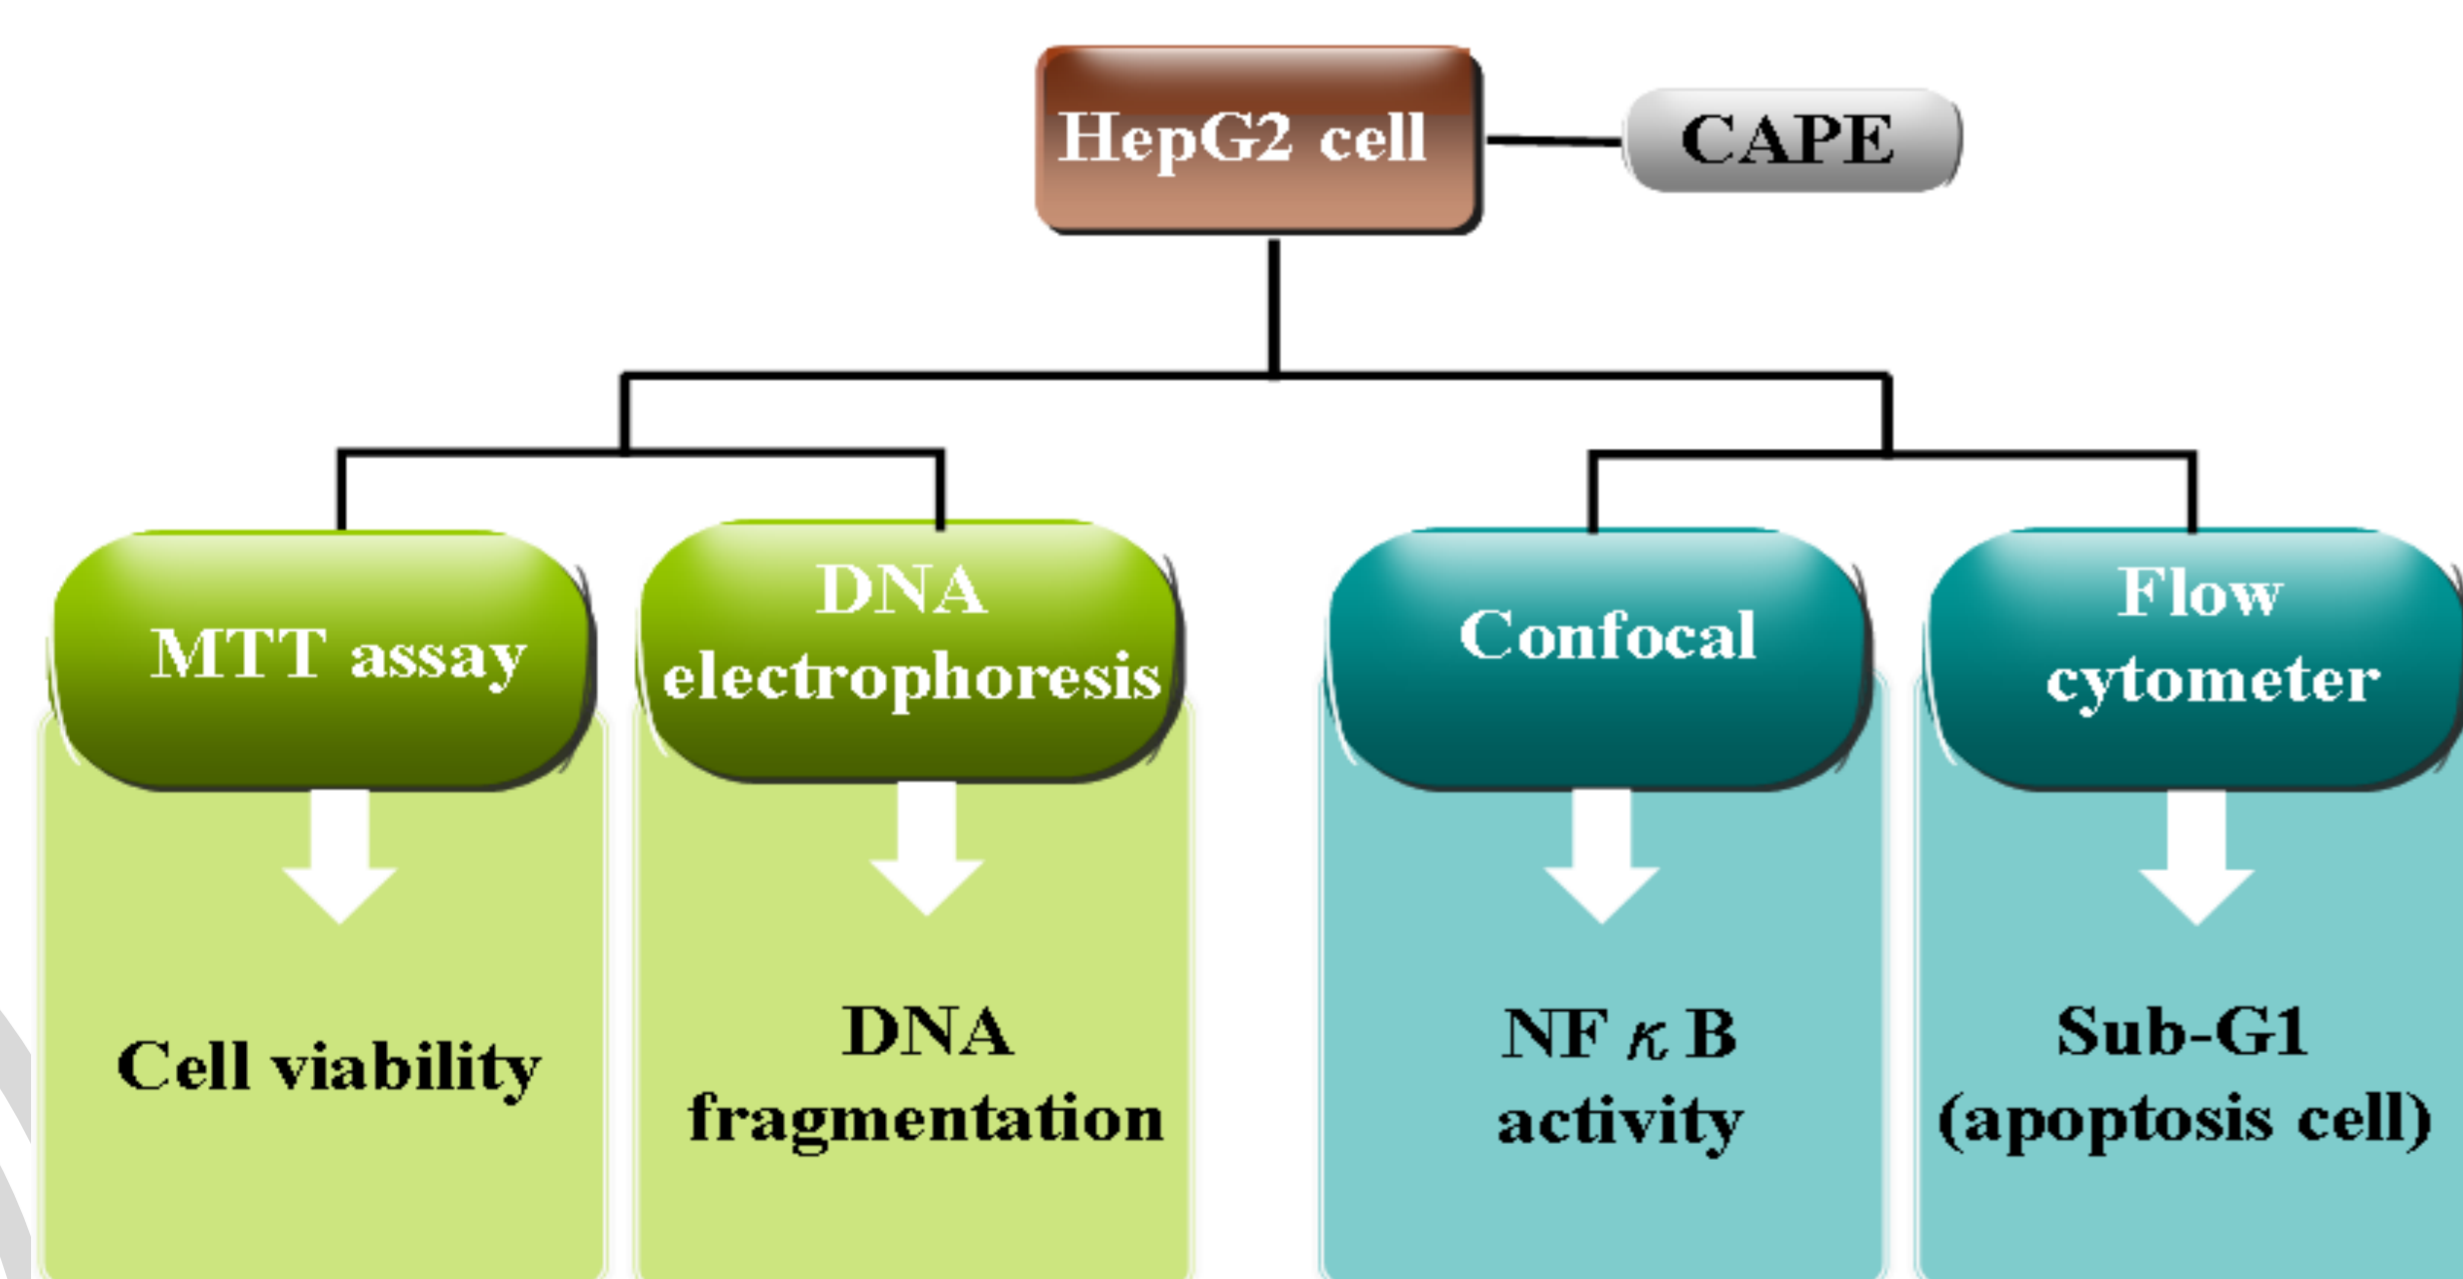 HepG2 cell
CAPE
MTT assay
DNA
electrophoresis
Confocal
Flow
cytometer
Cell viability
DNA
fragmentation
NF κ B
activity
Sub-G1
(apoptosis cell)